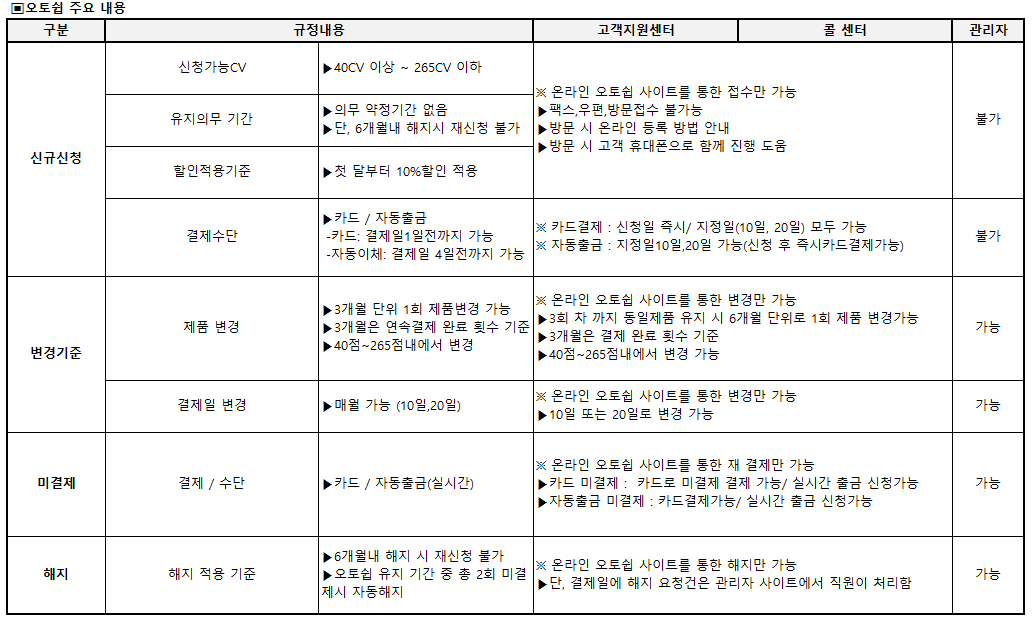 ▣오토쉽 주요 내용
구분 규정내용 고객지원센터 콜 센터 관리자
신규신청
신청가능CV
▶40CV 이상 ~ 265CV 이하
유지의무 기간
▶의무 약정기간 없음
▶단, 6개월내 해지시 재신청 불가
할인적용기준
▶첫 달부터 10%할인 적용
※ 온라인 오토쉽 사이트를 통한 접수만 가능
▶팩스,우편,방문접수 불가능
▶방문 시 온라인 등록 방법 안내
▶방문 시 고객 휴대폰으로 함께 진행 도움
불가
결제수단
▶카드 / 자동출금
-카드: 결제일1일전까지 가능
-자동이체: 결제일 4일전까지 가능
※ 카드결제 : 신청일 즉시/ 지정일(10일, 20일) 모두 가능
※ 자동출금 : 지정일10일,20일 가능(신청 후 즉시카드결제가능)
불가
변경기준
제품 변경
▶3개월 단위 1회 제품변경 가능
▶3개월은 연속결제 완료 횟수 기준
▶40점~265점내에서 변경
※ 온라인 오토쉽 사이트를 통한 변경만 가능
▶3회 차 까지 동일제품 유지 시 6개월 단위로 1회 제품 변경가능
▶3개월은 결제 완료 횟수 기준
▶40점~265점내에서 변경 가능
가능
결제일 변경
▶매월 가능 (10일,20일)
※ 온라인 오토쉽 사이트를 통한 변경만 가능
▶10일 또는 20일로 변경 가능
가능
미결제
결제 / 수단
▶카드 / 자동출금(실시간)
※ 온라인 오토쉽 사이트를 통한 재 결제만 가능
▶카드 미결제 : 카드로 미결제 결제 가능/ 실시간 출금 신청가능
▶자동출금 미결제 : 카드결제가능/ 실시간 출금 신청가능
가능
해지
해지 적용 기준
▶6개월내 해지 시 재신청 불가
▶오토쉽 유지 기간 중 총 2회 미결
제시 자동해지
※ 온라인 오토쉽 사이트를 통한 해지만 가능
▶단, 결제일에 해지 요청건은 관리자 사이트에서 직원이 처리함
가능